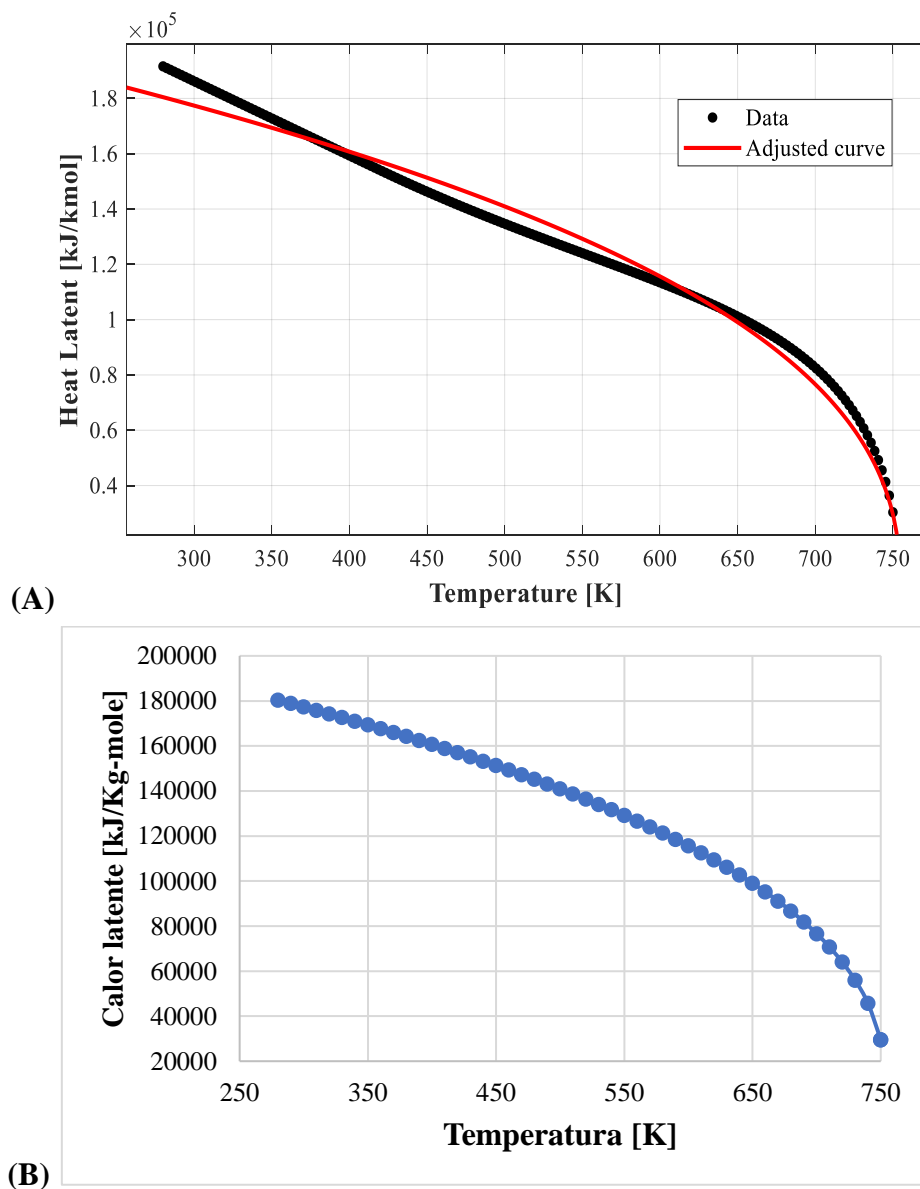 ×10⁵
1.8
1.6
1.4
1.2
1
0.8
0.6
0.4
Heat Latent [kJ/kmol]
Data
Adjusted curve
300 350 400 450 500 550 600 650 700 750
Temperature [K]
(A)
200000
180000
160000
140000
120000
100000
80000
60000
40000
20000
Calor latente [kJ/Kg-mole]
250 350 450 550 650 750
Temperatura [K]
(B)